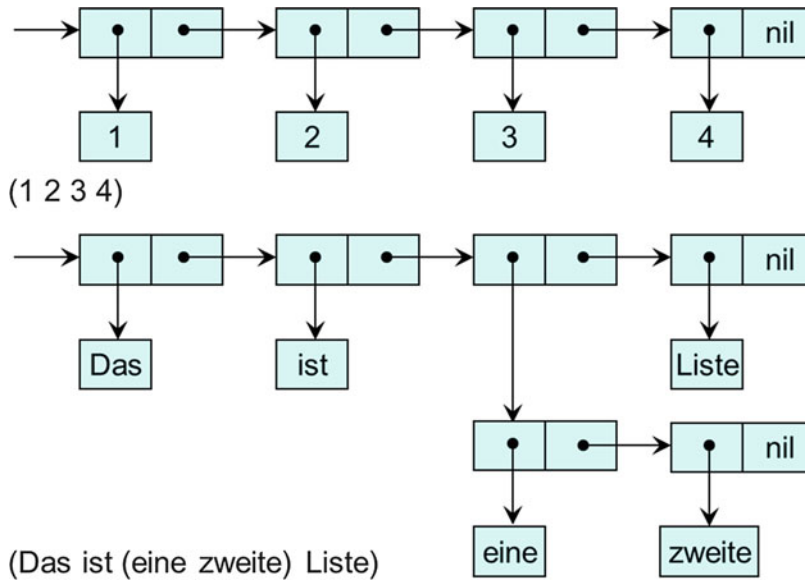 nil
1 2 3 4
(1 2 3 4)
nil
Das ist Liste
nil
eine zweite
(Das ist (eine zweite) Liste)